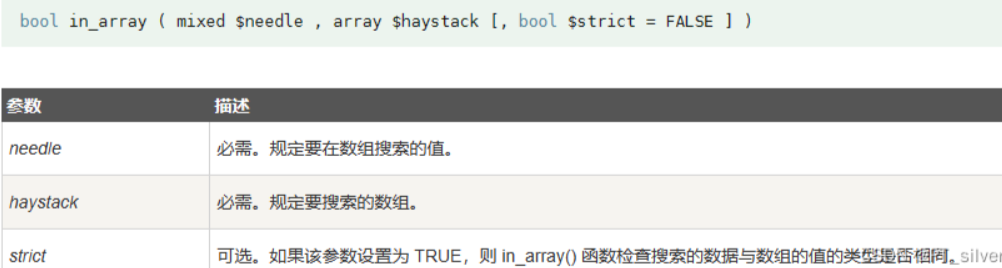 bool in_array ( mixed $needle , array $haystack [, bool $strict = FALSE ] )
参数 描述
needle 必需。规定要在数组搜索的值。
haystack 必需。规定要搜索的数组。
strict 可选。如果该参数设置为 TRUE，则 in_array() 函数检查搜索的数据与数组的值的类型是否相同。
_silver